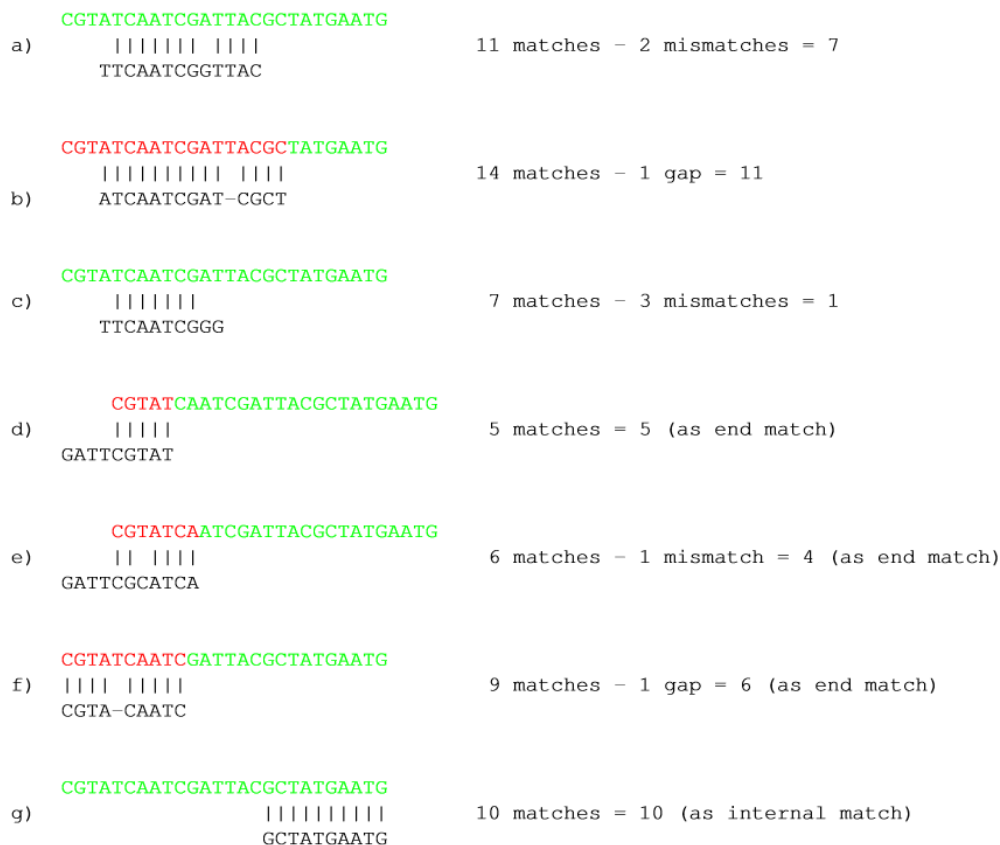 CGTATCAATCGATTACGCTATGAATG
a) ||||||| |||| 11 matches – 2 mismatches = 7
TTCAATCGGTTAC
CGTATCAATCGATTACGCTATGAATG
|||||||||| |||| 14 matches – 1 gap = 11
b) ATCAATCGAT–CGCT
CGTATCAATCGATTACGCTATGAATG
c) ||||||| 7 matches – 3 mismatches = 1
TTCAATCGGG
CGTATCAATCGATTACGCTATGAATG
d) ||||| 5 matches = 5 (as end match)
GATTCGTAT
CGTATCAATCGATTACGCTATGAATG
e) || |||| 6 matches – 1 mismatch = 4 (as end match)
GATTCGCATCA
CGTATCAATCGATTACGCTATGAATG
f) |||| ||||| 9 matches – 1 gap = 6 (as end match)
CGTA–CAATC
CGTATCAATCGATTACGCTATGAATG
g) |||||||||| 10 matches = 10 (as internal match)
GCTATGAATG